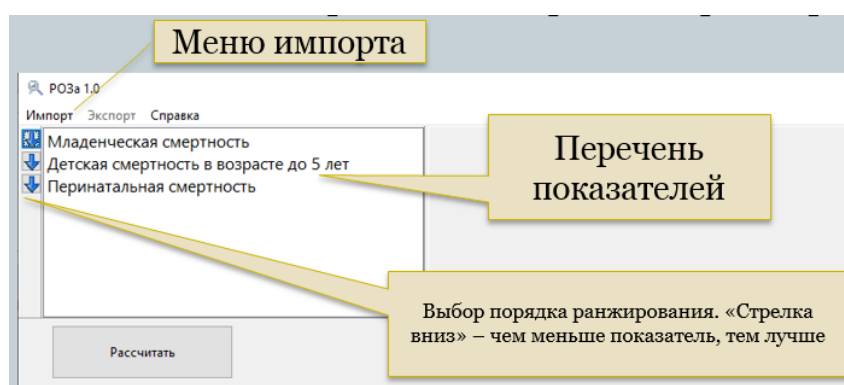 Меню импорта
РОЗа 1.0
Импорт Экспорт Справка
Младенческая смертность
Детская смертность в возрасте до 5 лет
Перинатальная смертность
Перечень
показателей
Выбор порядка ранжирования. «Стрелка
вниз» – чем меньше показатель, тем лучше
Рассчитать